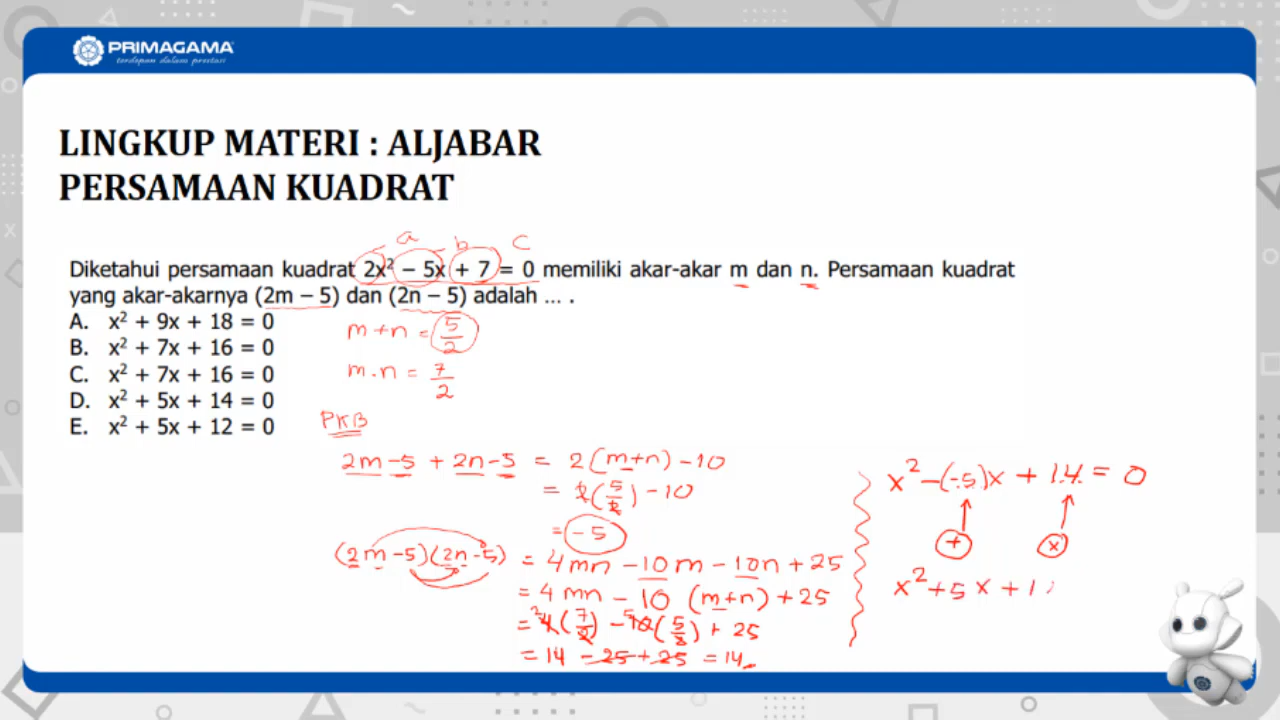 PRIMAGAMA
terdepan dalam prestasi
LINGKUP MATERI : ALJABAR
PERSAMAAN KUADRAT
a b c
Diketahui persamaan kuadrat 2x² − 5x + 7 = 0 memiliki akar-akar m dan n. Persamaan kuadrat
yang akar-akarnya (2m − 5) dan (2n − 5) adalah ... .
A. x² + 9x + 18 = 0
B. x² + 7x + 16 = 0
C. x² + 7x + 16 = 0
D. x² + 5x + 14 = 0
E. x² + 5x + 12 = 0
m+n = 5/2
m.n = 7/2
PKB
2m-5 + 2n-5 = 2(m+n) -10
= 2(5/2) -10
= -5
(2m-5)(2n-5) = 4mn -10m -10n +25
= 4mn -10 (m+n) +25
= ²4(7/2) - ⁵10(5/2) + 25
= 14 - 25 + 25 = 14
x² -(-5)x + 14 = 0
+ x
x² +5x +1